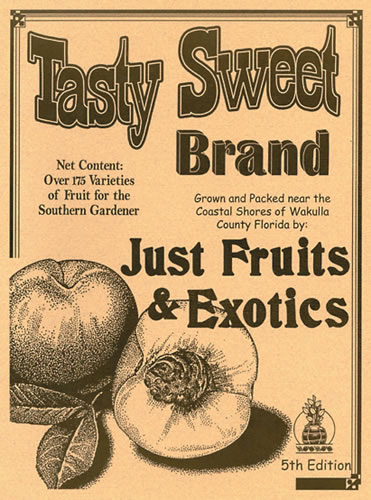 Tasty Sweet
Brand
Net Content:
Over 175 Varieties
of Fruit for the
Southern Gardener
Grown and Packed near the
Coastal Shores of Wakulla
County Florida by:
Just Fruits
& Exotics
5th Edition